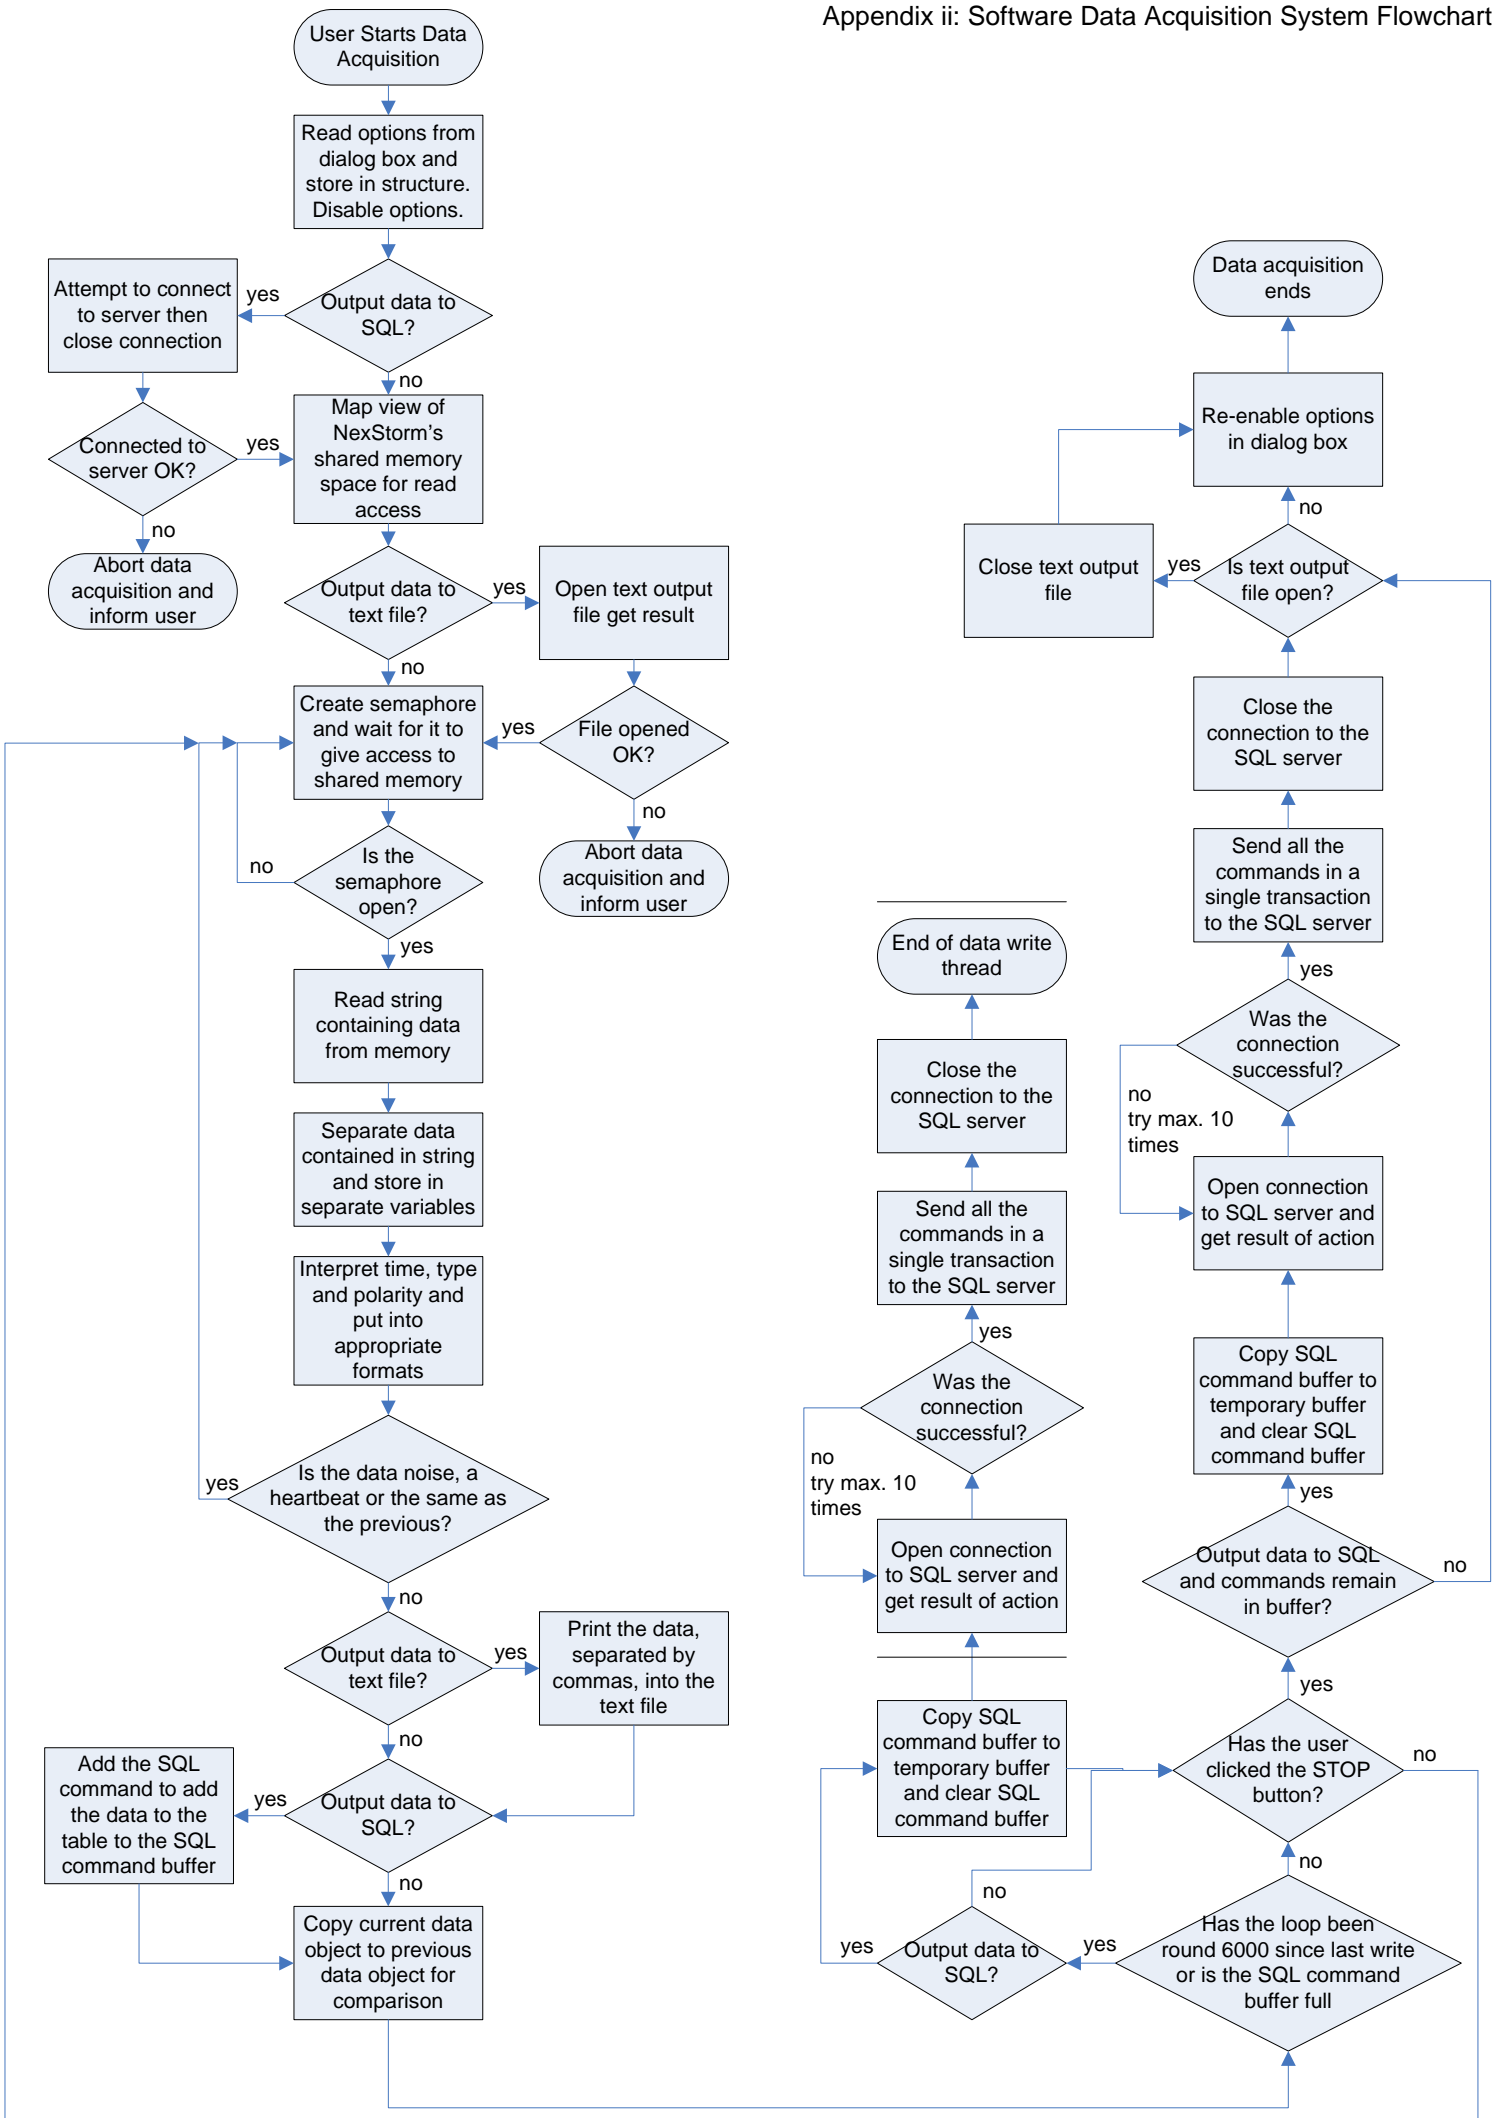 Appendix ii: Software Data Acquisition System Flowchart
User Starts Data
Acquisition
Read options from
dialog box and
store in structure.
Disable options.
Output data to
SQL?
yes
no
Attempt to connect
to server then
close connection
Connected to
server OK?
yes
no
Abort data
acquisition and
inform user
Map view of
NexStorm's
shared memory
space for read
access
Output data to
text file?
yes
no
Open text output
file get result
File opened
OK?
yes
no
Abort data
acquisition and
inform user
Create semaphore
and wait for it to
give access to
shared memory
Is the
semaphore
open?
no
yes
Read string
containing data
from memory
Separate data
contained in string
and store in
separate variables
Interpret time, type
and polarity and
put into
appropriate
formats
Is the data noise, a
heartbeat or the same as
the previous?
yes
no
Output data to
text file?
yes
no
Print the data,
separated by
commas, into the
text file
Output data to
SQL?
yes
no
Add the SQL
command to add
the data to the
table to the SQL
command buffer
Copy current data
object to previous
data object for
comparison
Has the loop been
round 6000 since last write
or is the SQL command
buffer full
yes
no
Output data to
SQL?
yes
no
Copy SQL
command buffer to
temporary buffer
and clear SQL
command buffer
Open connection
to SQL server and
get result of action
Was the
connection
successful?
no
try max. 10
times
yes
Send all the
commands in a
single transaction
to the SQL server
Close the
connection to the
SQL server
End of data write
thread
Has the user
clicked the STOP
button?
no
yes
Output data to SQL
and commands remain
in buffer?
no
yes
Copy SQL
command buffer to
temporary buffer
and clear SQL
command buffer
Open connection
to SQL server and
get result of action
Was the
connection
successful?
no
try max. 10
times
yes
Send all the
commands in a
single transaction
to the SQL server
Close the
connection to the
SQL server
Is text output
file open?
yes
no
Close text output
file
Re-enable options
in dialog box
Data acquisition
ends